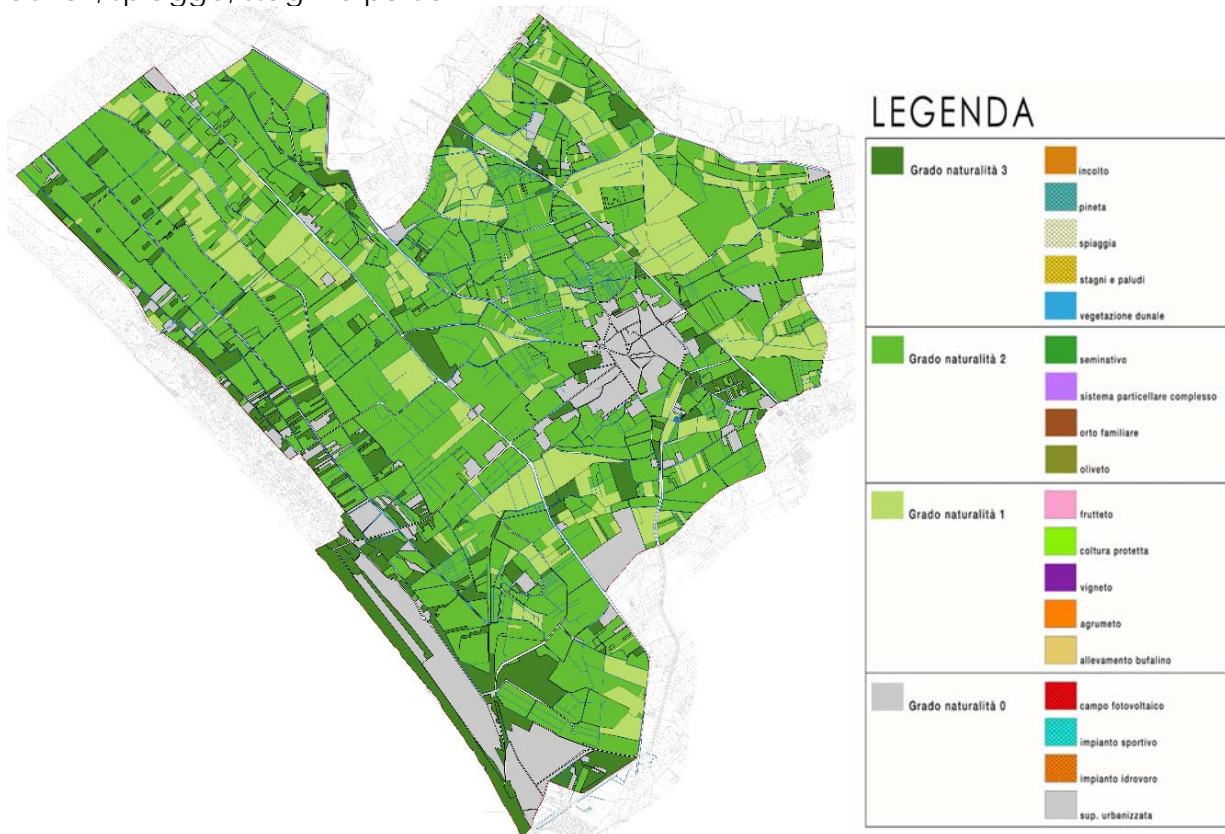 LEGENDA
Grado naturalità 3
incolto
pineta
spiaggia
stagni e paludi
vegetazione dunale
Grado naturalità 2
seminativo
sistema particellare complesso
orto familiare
oliveto
Grado naturalità 1
frutteto
coltura protetta
vigneto
agrumeto
allevamento bufalino
Grado naturalità 0
campo fotovoltaico
impianto sportivo
impianto idrovoro
sup. urbanizzata